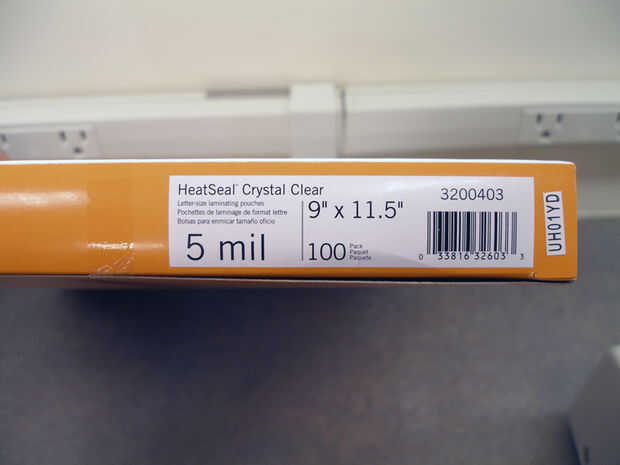 HeatSeal™ Crystal Clear
Letter-size laminating pouches
Pochettes de laminage de format lettre
Bolsas para enmicar tamaño oficio
5 mil
9" x 11.5"
100
Pack
Paquet
Paquete
3200403
0 33816 32603 3
UH01YD